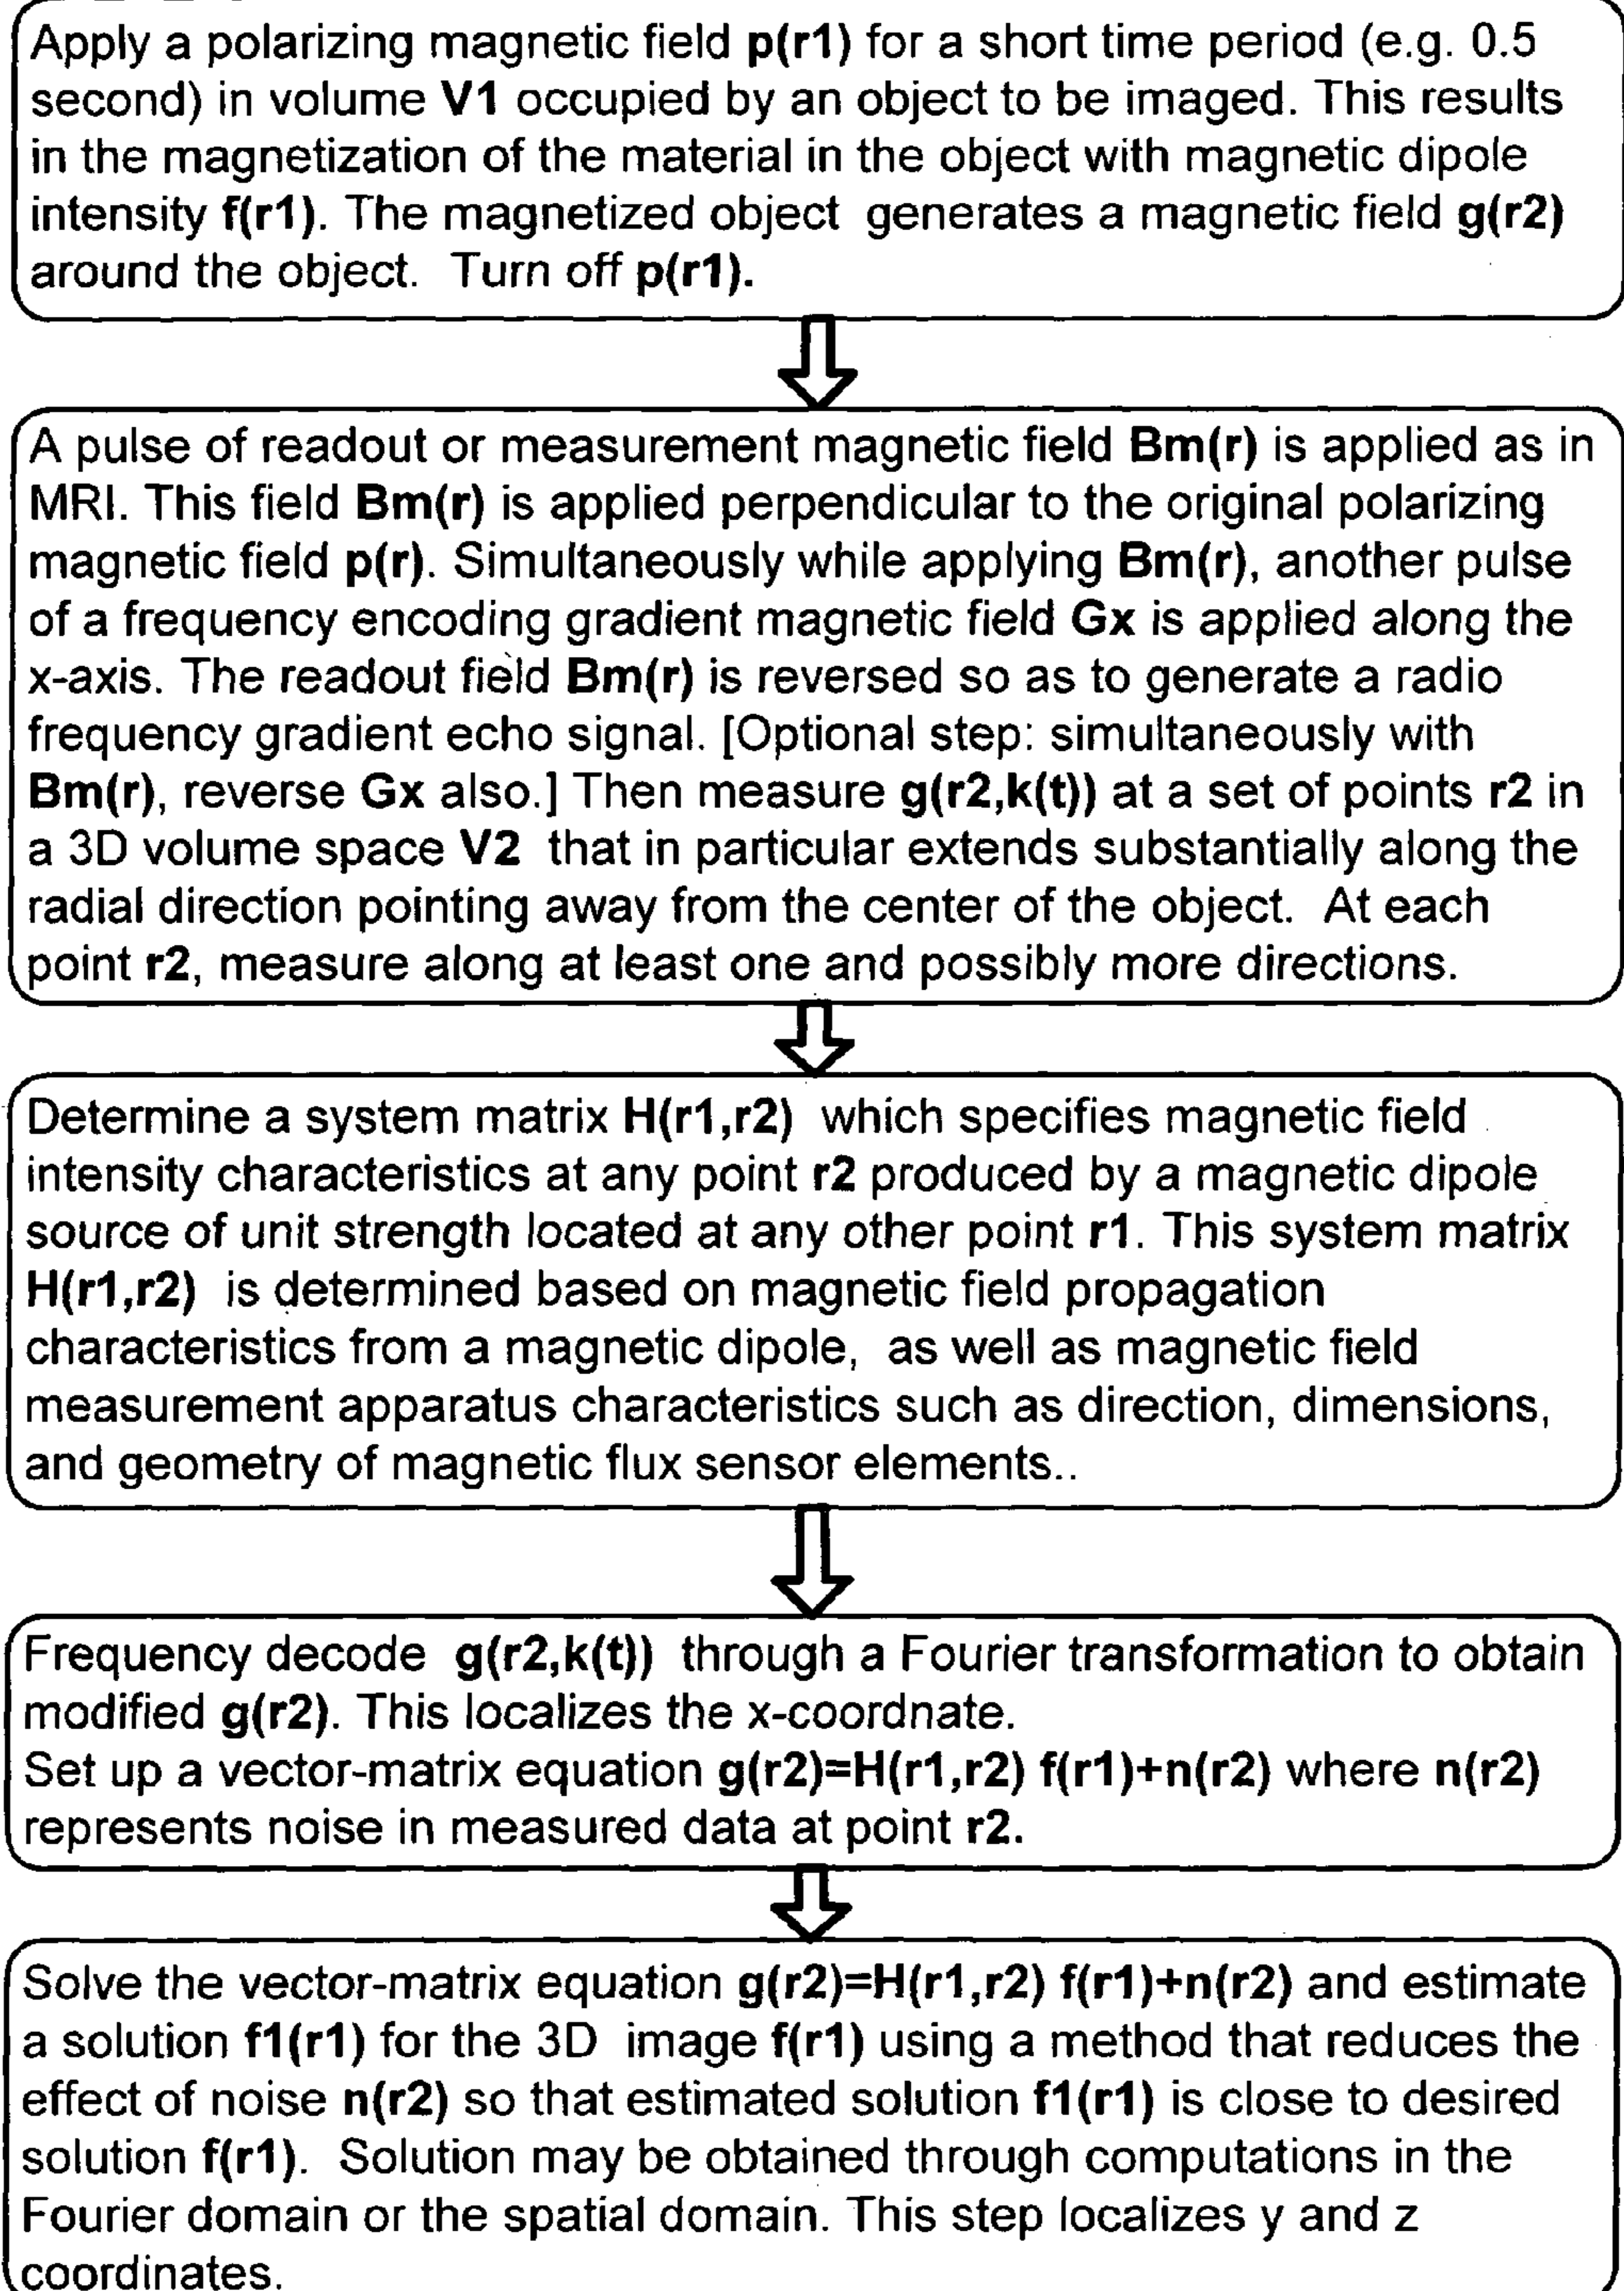 Apply a polarizing magnetic field p(r1) for a short time period (e.g. 0.5
second) in volume V1 occupied by an object to be imaged. This results
in the magnetization of the material in the object with magnetic dipole
intensity f(r1). The magnetized object generates a magnetic field g(r2)
around the object. Turn off p(r1).
A pulse of readout or measurement magnetic field Bm(r) is applied as in
MRI. This field Bm(r) is applied perpendicular to the original polarizing
magnetic field p(r). Simultaneously while applying Bm(r), another pulse
of a frequency encoding gradient magnetic field Gx is applied along the
x-axis. The readout field Bm(r) is reversed so as to generate a radio
frequency gradient echo signal. [Optional step: simultaneously with
Bm(r), reverse Gx also.] Then measure g(r2,k(t)) at a set of points r2 in
a 3D volume space V2 that in particular extends substantially along the
radial direction pointing away from the center of the object. At each
point r2, measure along at least one and possibly more directions.
Determine a system matrix H(r1,r2) which specifies magnetic field
intensity characteristics at any point r2 produced by a magnetic dipole
source of unit strength located at any other point r1. This system matrix
H(r1,r2) is determined based on magnetic field propagation
characteristics from a magnetic dipole, as well as magnetic field
measurement apparatus characteristics such as direction, dimensions,
and geometry of magnetic flux sensor elements..
Frequency decode g(r2,k(t)) through a Fourier transformation to obtain
modified g(r2). This localizes the x-coordnate.
Set up a vector-matrix equation g(r2)=H(r1,r2) f(r1)+n(r2) where n(r2)
represents noise in measured data at point r2.
Solve the vector-matrix equation g(r2)=H(r1,r2) f(r1)+n(r2) and estimate
a solution f1(r1) for the 3D image f(r1) using a method that reduces the
effect of noise n(r2) so that estimated solution f1(r1) is close to desired
solution f(r1). Solution may be obtained through computations in the
Fourier domain or the spatial domain. This step localizes y and z
coordinates.